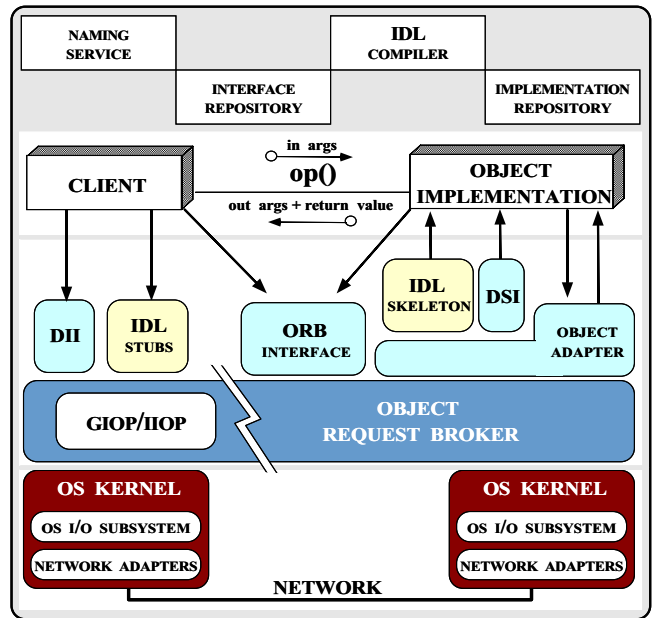 NAMING
SERVICE
INTERFACE
REPOSITORY
IDL
COMPILER
IMPLEMENTATION
REPOSITORY
CLIENT
in args
op()
out args + return value
OBJECT
IMPLEMENTATION
DII
IDL
STUBS
ORB
INTERFACE
IDL
SKELETON
DSI
OBJECT
ADAPTER
GIOP/IIOP
OBJECT
REQUEST BROKER
OS KERNEL
OS I/O SUBSYSTEM
NETWORK ADAPTERS
OS KERNEL
OS I/O SUBSYSTEM
NETWORK ADAPTERS
NETWORK